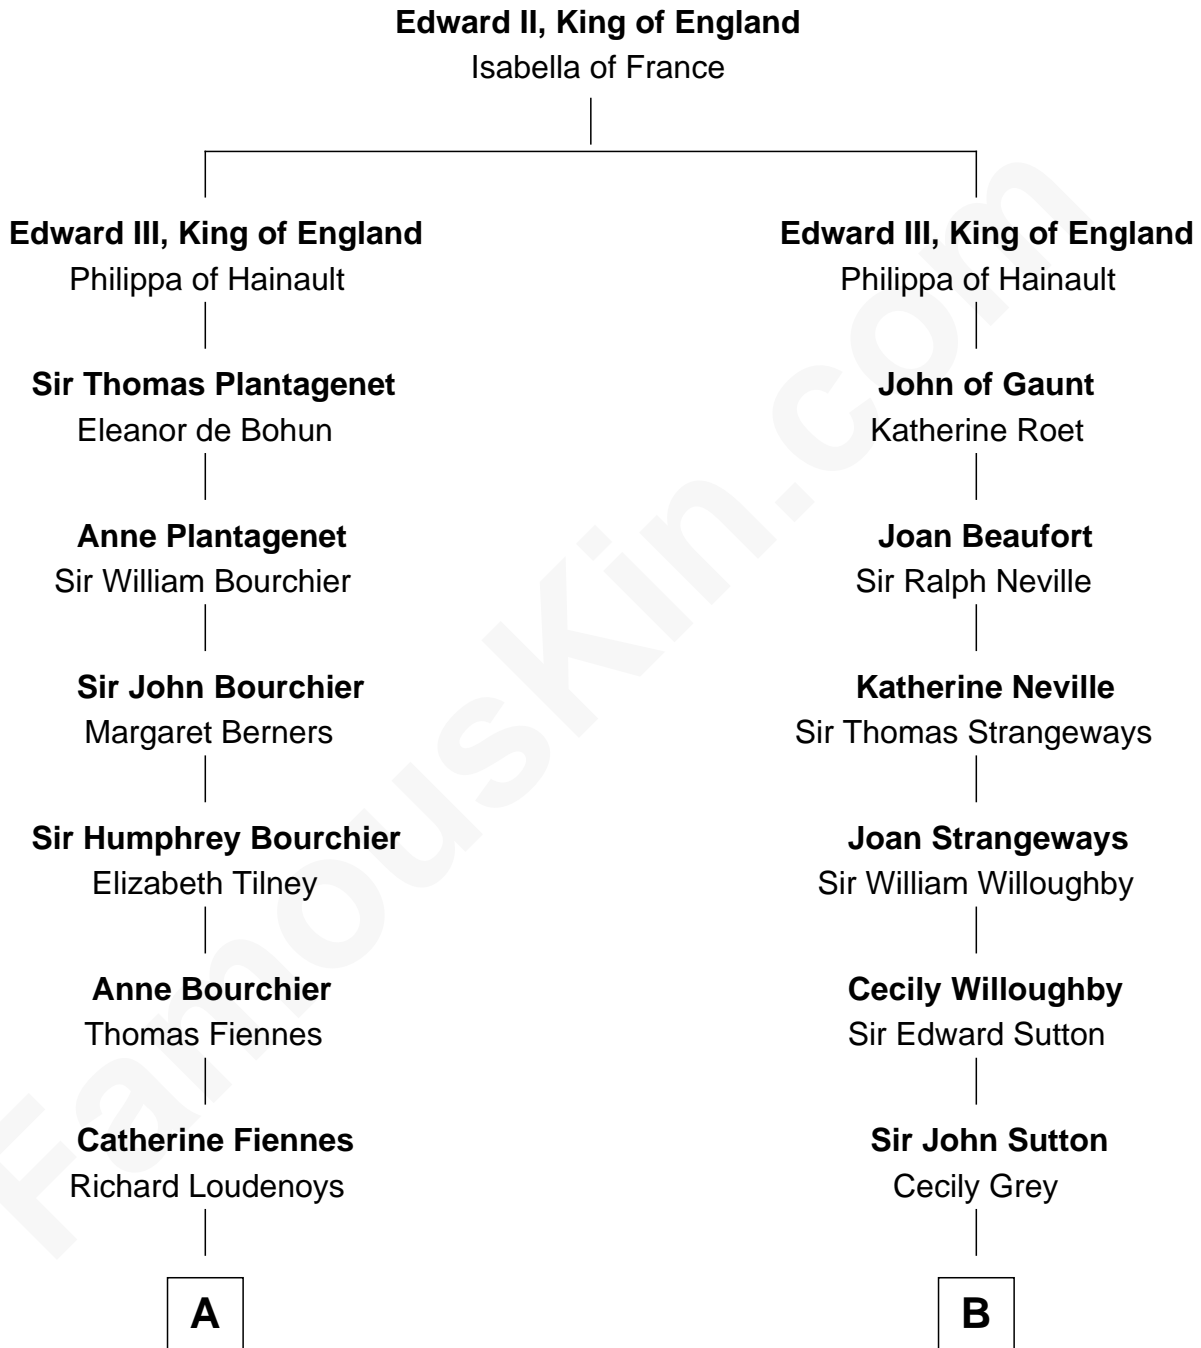 Edward II, King of England
Isabella of France
Edward III, King of England
Philippa of Hainault
Sir Thomas Plantagenet
Eleanor de Bohun
Anne Plantagenet
Sir William Bourchier
Sir John Bourchier
Margaret Berners
Sir Humphrey Bourchier
Elizabeth Tilney
Anne Bourchier
Thomas Fiennes
Catherine Fiennes
Richard Loudenoys
A
Edward III, King of England
Philippa of Hainault
John of Gaunt
Katherine Roet
Joan Beaufort
Sir Ralph Neville
Katherine Neville
Sir Thomas Strangeways
Joan Strangeways
Sir William Willoughby
Cecily Willoughby
Sir Edward Sutton
Sir John Sutton
Cecily Grey
B
FamousKin.com